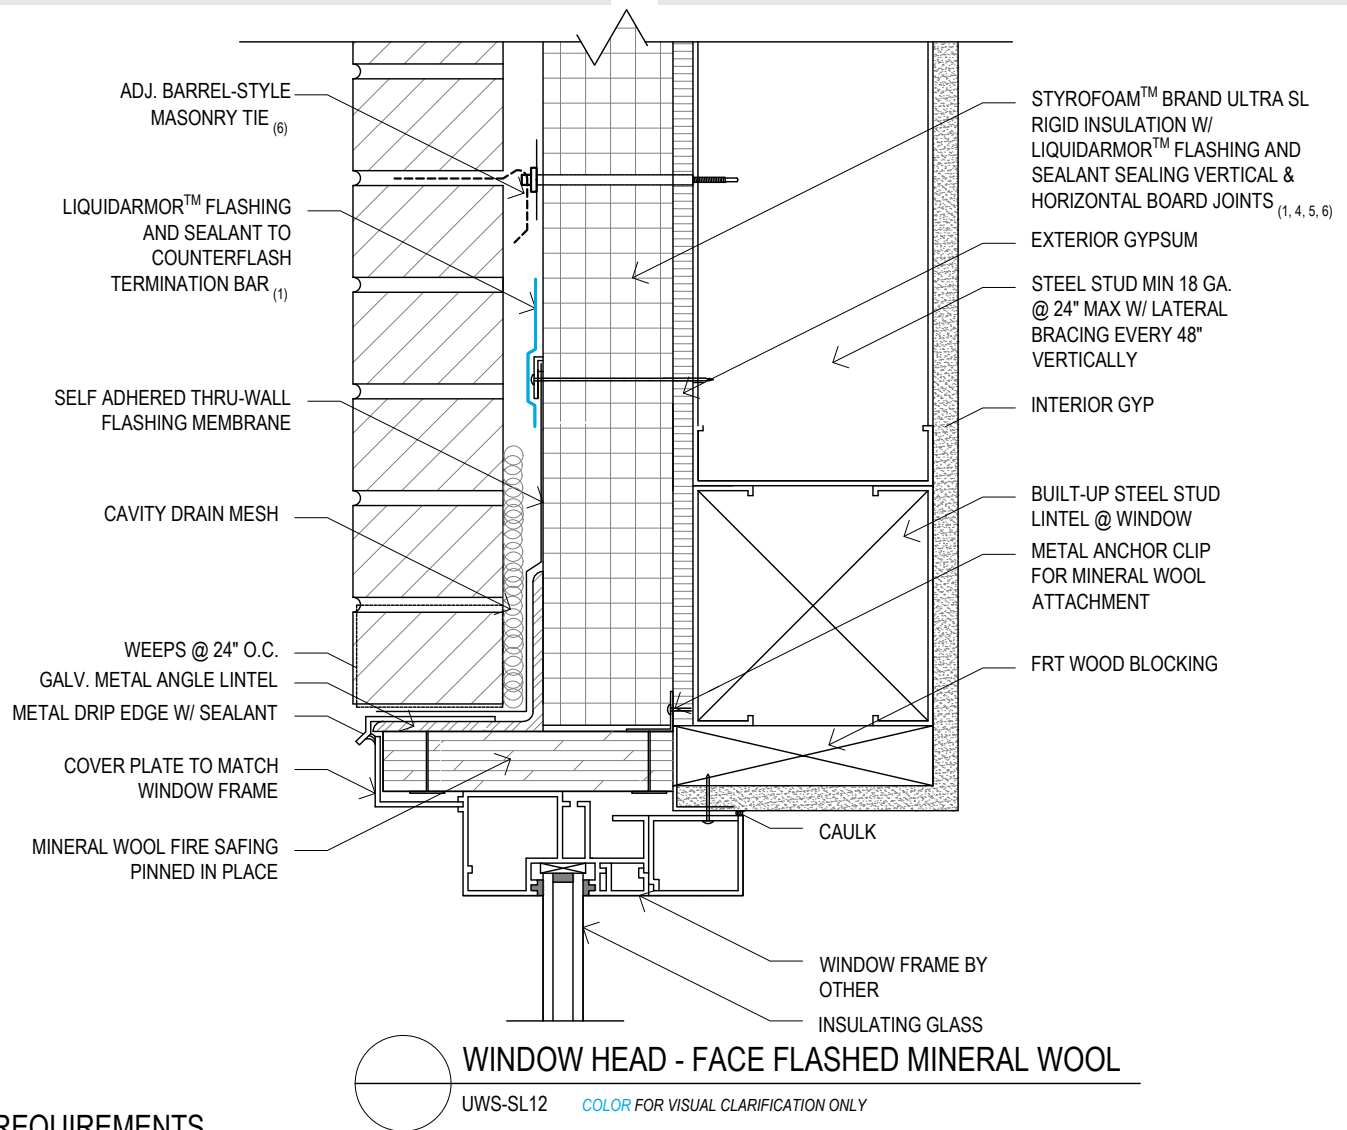 ADJ. BARREL-STYLE
MASONRY TIE (6)
LIQUIDARMOR™ FLASHING
AND SEALANT TO
COUNTERFLASH
TERMINATION BAR (1)
SELF ADHERED THRU-WALL
FLASHING MEMBRANE
CAVITY DRAIN MESH
WEEPS @ 24" O.C.
GALV. METAL ANGLE LINTEL
METAL DRIP EDGE W/ SEALANT
COVER PLATE TO MATCH
WINDOW FRAME
MINERAL WOOL FIRE SAFING
PINNED IN PLACE
STYROFOAM™ BRAND ULTRA SL
RIGID INSULATION W/
LIQUIDARMOR™ FLASHING AND
SEALANT SEALING VERTICAL &
HORIZONTAL BOARD JOINTS (1, 4, 5, 6)
EXTERIOR GYPSUM
STEEL STUD MIN 18 GA.
@ 24" MAX W/ LATERAL
BRACING EVERY 48"
VERTICALLY
INTERIOR GYP
BUILT-UP STEEL STUD
LINTEL @ WINDOW
METAL ANCHOR CLIP
FOR MINERAL WOOL
ATTACHMENT
FRT WOOD BLOCKING
CAULK
WINDOW FRAME BY
OTHER
INSULATING GLASS
WINDOW HEAD - FACE FLASHED MINERAL WOOL
UWS-SL12 COLOR FOR VISUAL CLARIFICATION ONLY
REQUIREMENTS